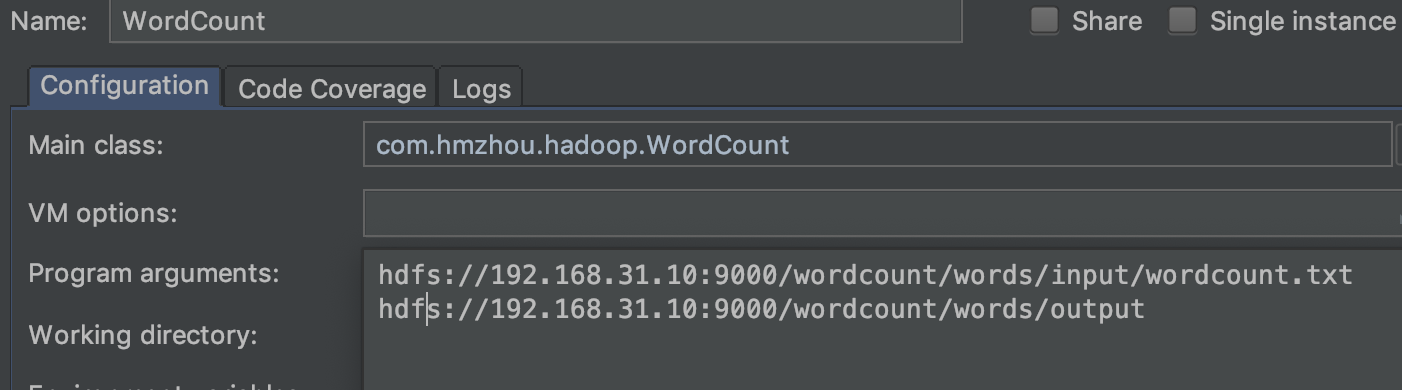 Name: WordCount Share Single instance
Configuration Code Coverage Logs
Main class: com.hmzhou.hadoop.WordCount
VM options:
Program arguments: hdfs://192.168.31.10:9000/wordcount/words/input/wordcount.txt
hdfs://192.168.31.10:9000/wordcount/words/output
Working directory: